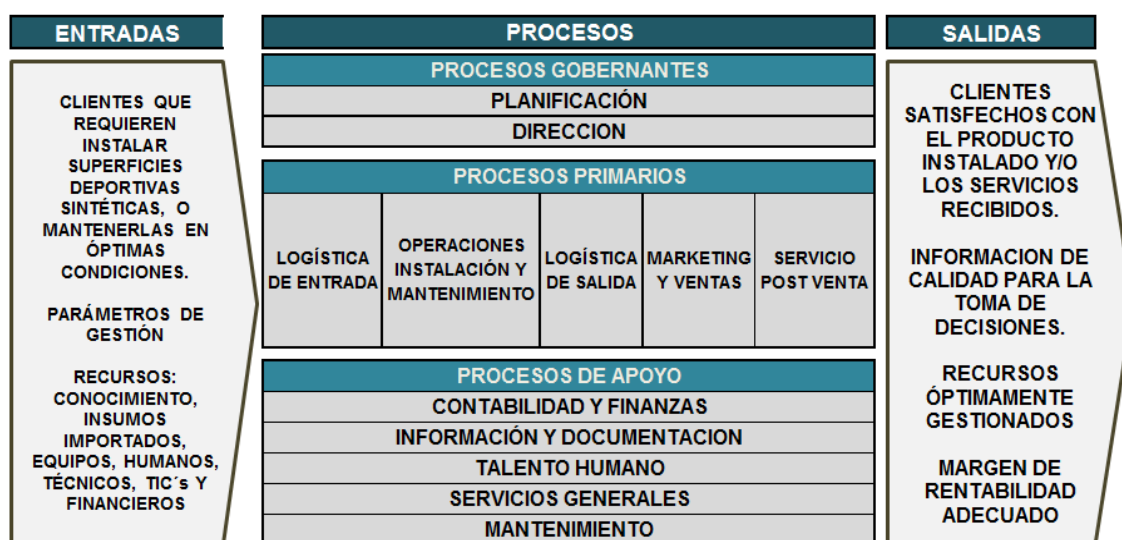 ENTRADAS
CLIENTES QUE
REQUIEREN
INSTALAR
SUPERFICIES
DEPORTIVAS
SINTÉTICAS, O
MANTENERLAS EN
ÓPTIMAS
CONDICIONES.
PARÁMETROS DE
GESTIÓN
RECURSOS:
CONOCIMIENTO,
INSUMOS
IMPORTADOS,
EQUIPOS, HUMANOS,
TÉCNICOS, TIC´s Y
FINANCIEROS
PROCESOS
PROCESOS GOBERNANTES
PLANIFICACIÓN
DIRECCION
PROCESOS PRIMARIOS
LOGÍSTICA
DE ENTRADA
OPERACIONES
INSTALACIÓN Y
MANTENIMIENTO
LOGÍSTICA
DE SALIDA
MARKETING
Y VENTAS
SERVICIO
POST VENTA
PROCESOS DE APOYO
CONTABILIDAD Y FINANZAS
INFORMACIÓN Y DOCUMENTACION
TALENTO HUMANO
SERVICIOS GENERALES
MANTENIMIENTO
SALIDAS
CLIENTES
SATISFECHOS CON
EL PRODUCTO
INSTALADO Y/O
LOS SERVICIOS
RECIBIDOS.
INFORMACION DE
CALIDAD PARA LA
TOMA DE
DECISIONES.
RECURSOS
ÓPTIMAMENTE
GESTIONADOS
MARGEN DE
RENTABILIDAD
ADECUADO